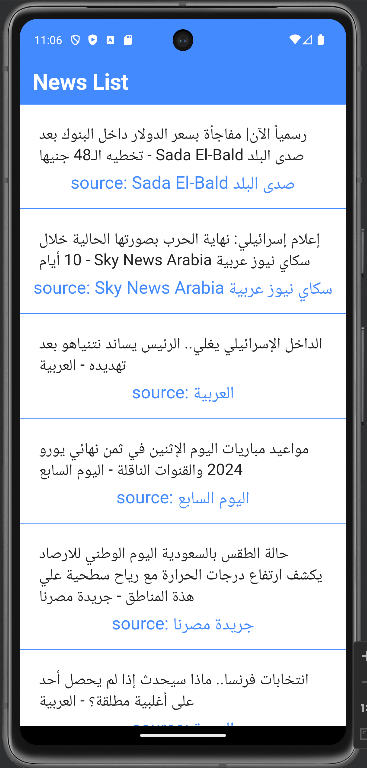 11:06
News List
رسمياً الآن| مفاجأة بسعر الدولار داخل البنوك بعد
تخطيه الـ48 جنيها - Sada El-Bald صدى البلد
source: Sada El-Bald صدى البلد
إعلام إسرائيلي: نهاية الحرب بصورتها الحالية خلال
10 أيام - Sky News Arabia سكاي نيوز عربية
source: Sky News Arabia سكاي نيوز عربية
الداخل الإسرائيلي يغلي.. الرئيس يساند نتنياهو بعد
تهديده - العربية
source: العربية
مواعيد مباريات اليوم الإثنين في ثمن نهائي يورو
2024 والقنوات الناقلة - اليوم السابع
source: اليوم السابع
حالة الطقس بالسعودية اليوم الوطني للارصاد
يكشف ارتفاع درجات الحرارة مع رياح سطحية علي
هذة المناطق - جريدة مصرنا
source: جريدة مصرنا
انتخابات فرنسا.. ماذا سيحدث إذا لم يحصل أحد
على أغلبية مطلقة؟ - العربية